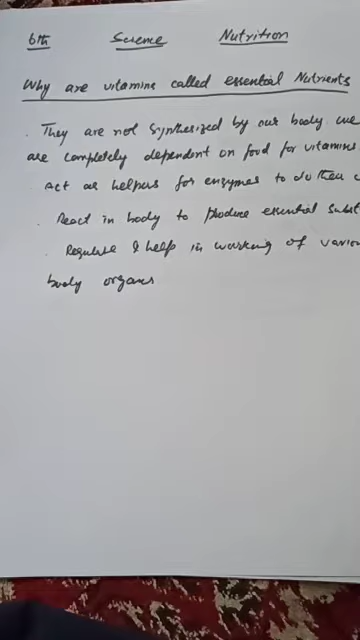 6th Science Nutrition
Why are vitamins called essential Nutrients
. They are not synthesized by our body we
are completely dependent on food for vitamins
. Act as helpers for enzymes to do their
. React in body to produce essential
. Regulate & help in working of
body organs